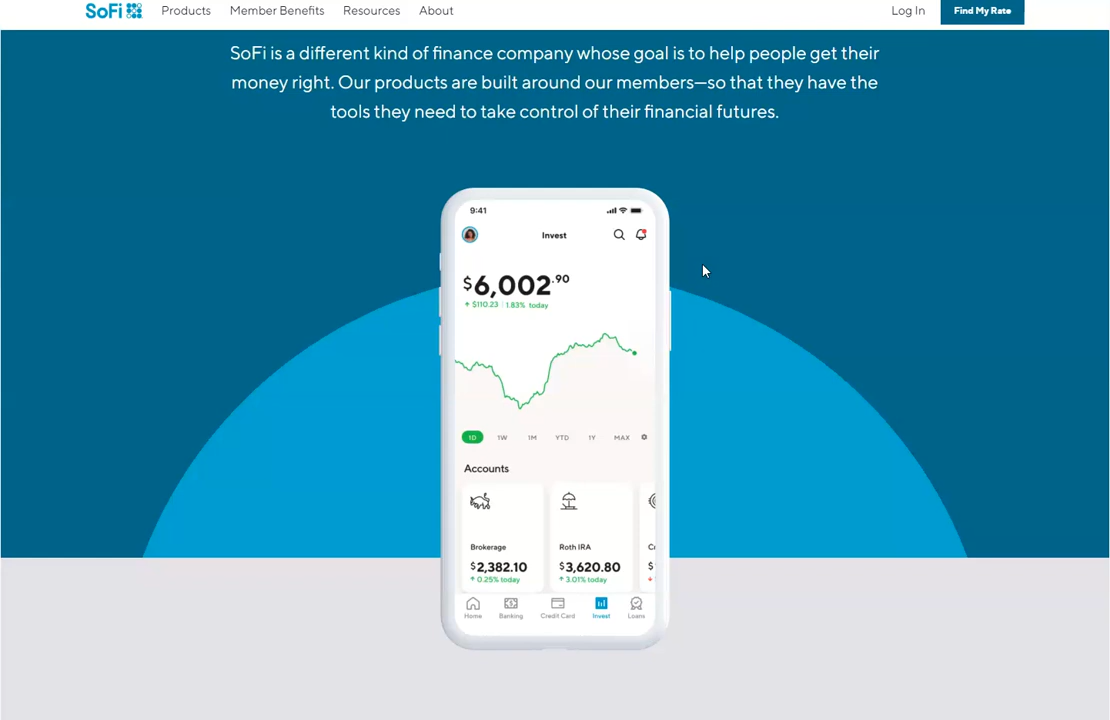 SoFi
Products
Member Benefits
Resources
About
Log In
Find My Rate
SoFi is a different kind of finance company whose goal is to help people get their
money right. Our products are built around our members—so that they have the
tools they need to take control of their financial futures.
9:41
Invest
$6,002.90
$110.23 1.83% today
1D 1W 1M YTD 1Y MAX
Accounts
Brokerage
$2,382.10
0.25% today
Roth IRA
$3,620.80
3.01% today
$
Home Banking Credit Card Invest Loans